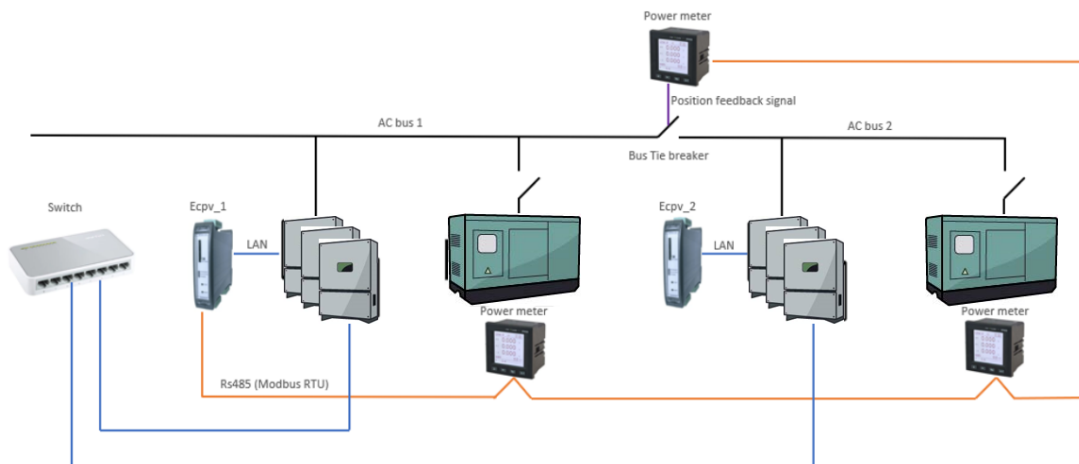 Power meter
Position feedback signal
AC bus 1
AC bus 2
Bus Tie breaker
Switch
Ecpv_1
Ecpv_2
LAN
LAN
Power meter
Power meter
Rs485 (Modbus RTU)